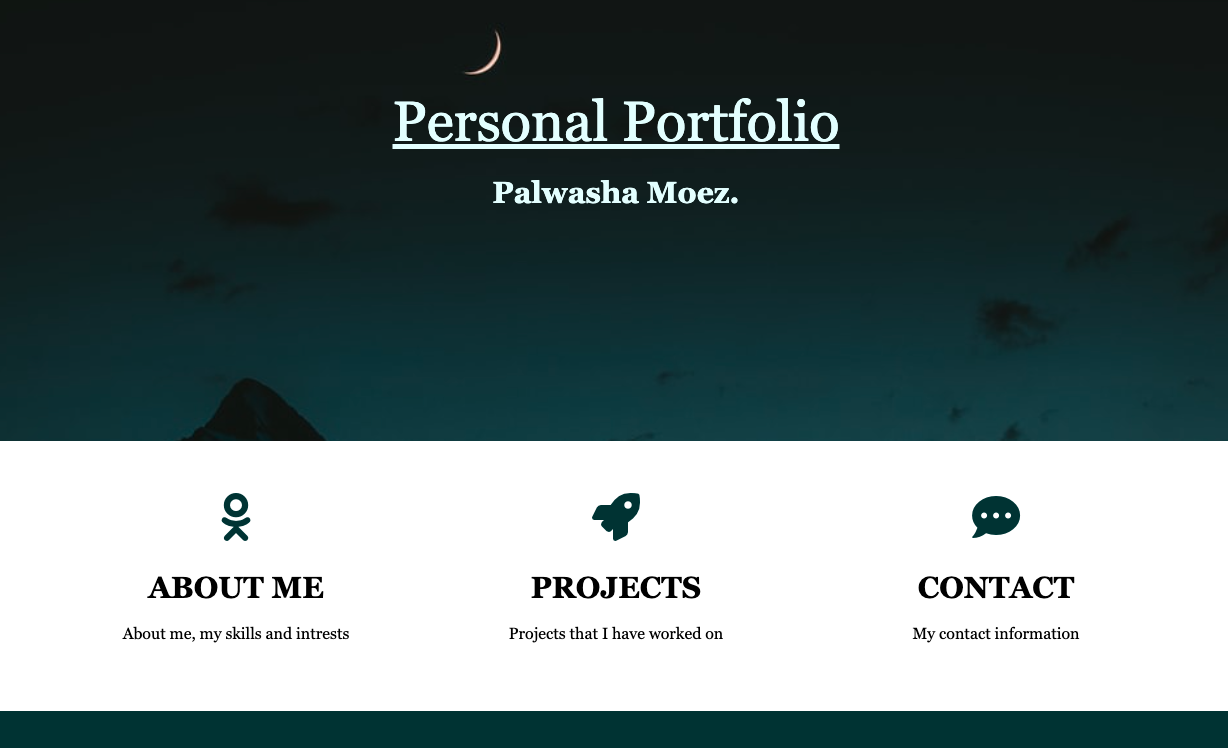 Personal Portfolio
Palwasha Moez.
ABOUT ME
About me, my skills and intrests
PROJECTS
Projects that I have worked on
CONTACT
My contact information